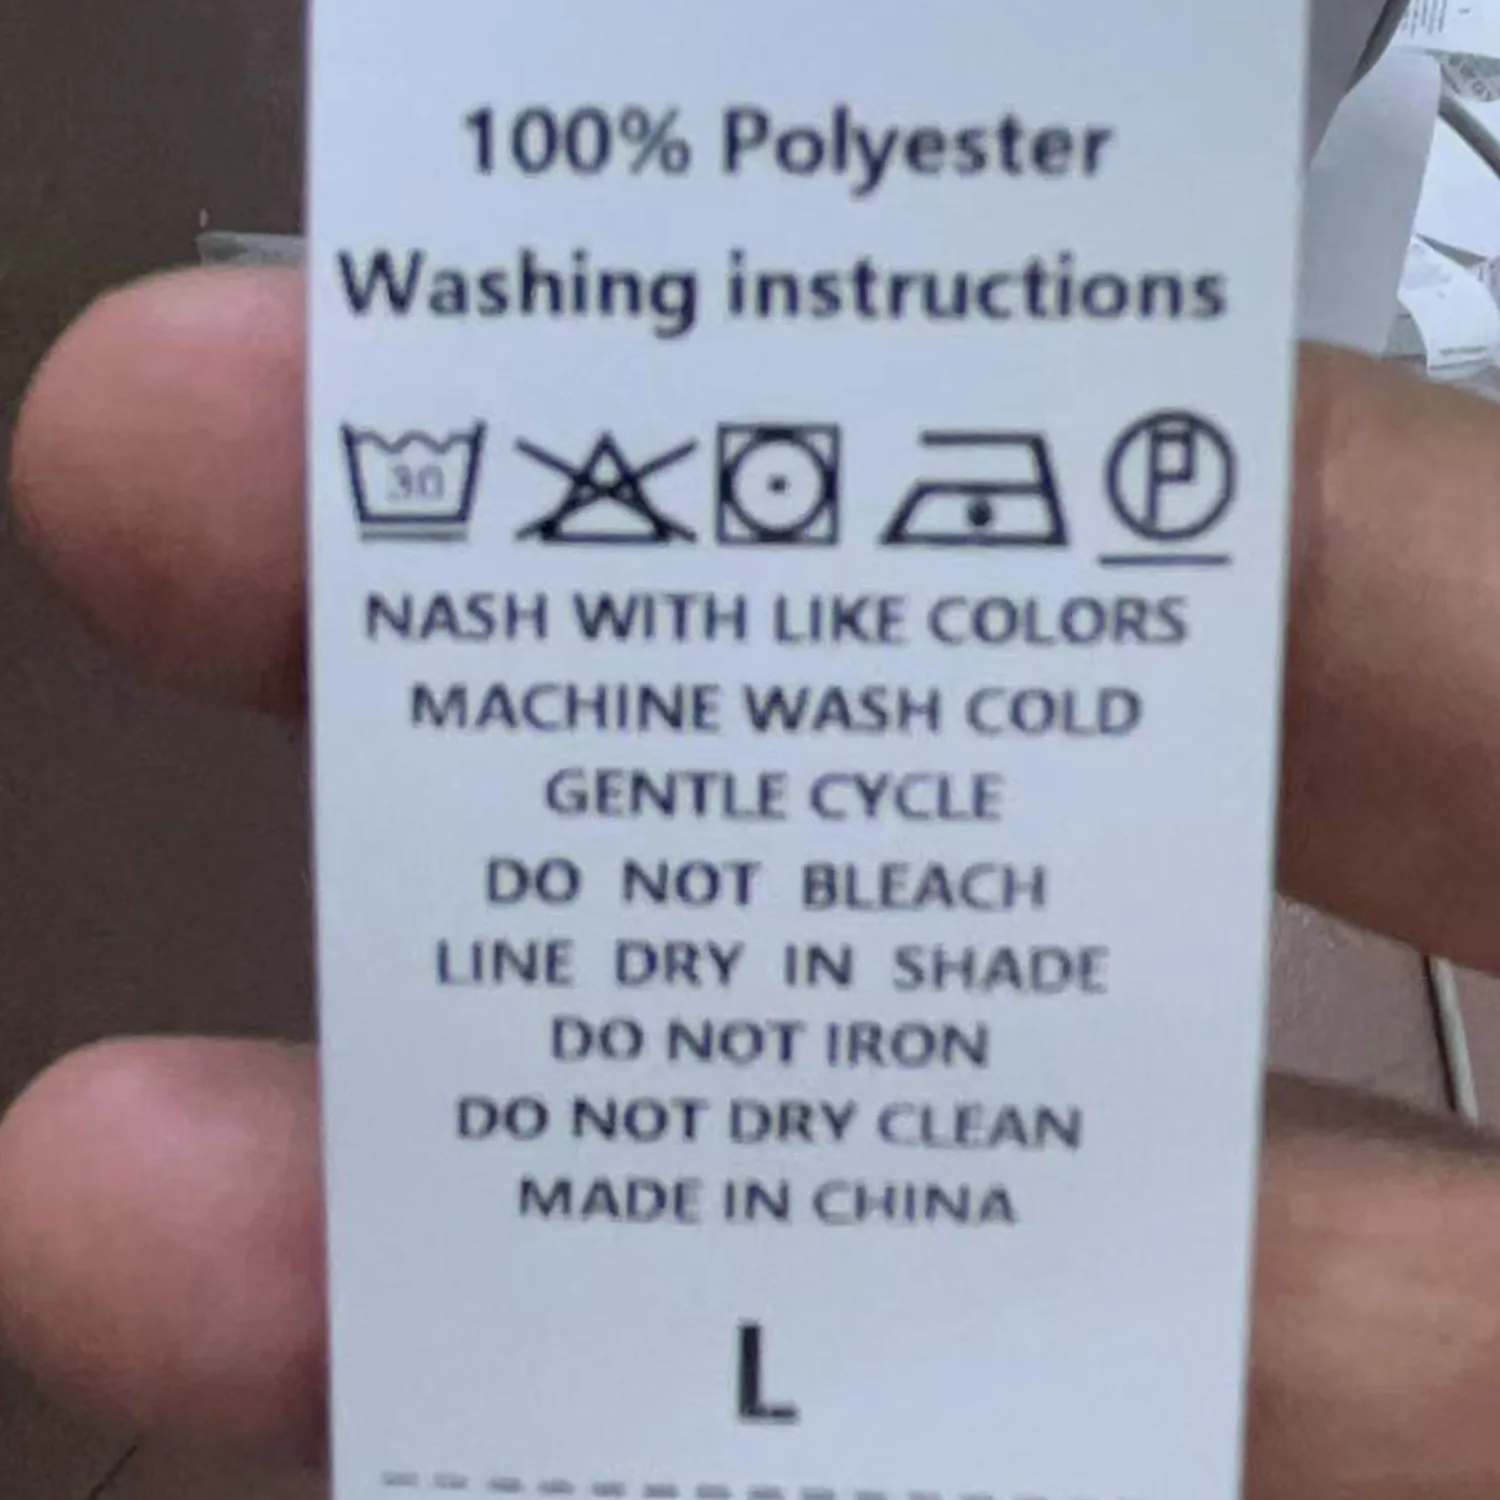 100% Polyester
Washing instructions
30 P
NASH WITH LIKE COLORS
MACHINE WASH COLD
GENTLE CYCLE
DO NOT BLEACH
LINE DRY IN SHADE
DO NOT IRON
DO NOT DRY CLEAN
MADE IN CHINA
L